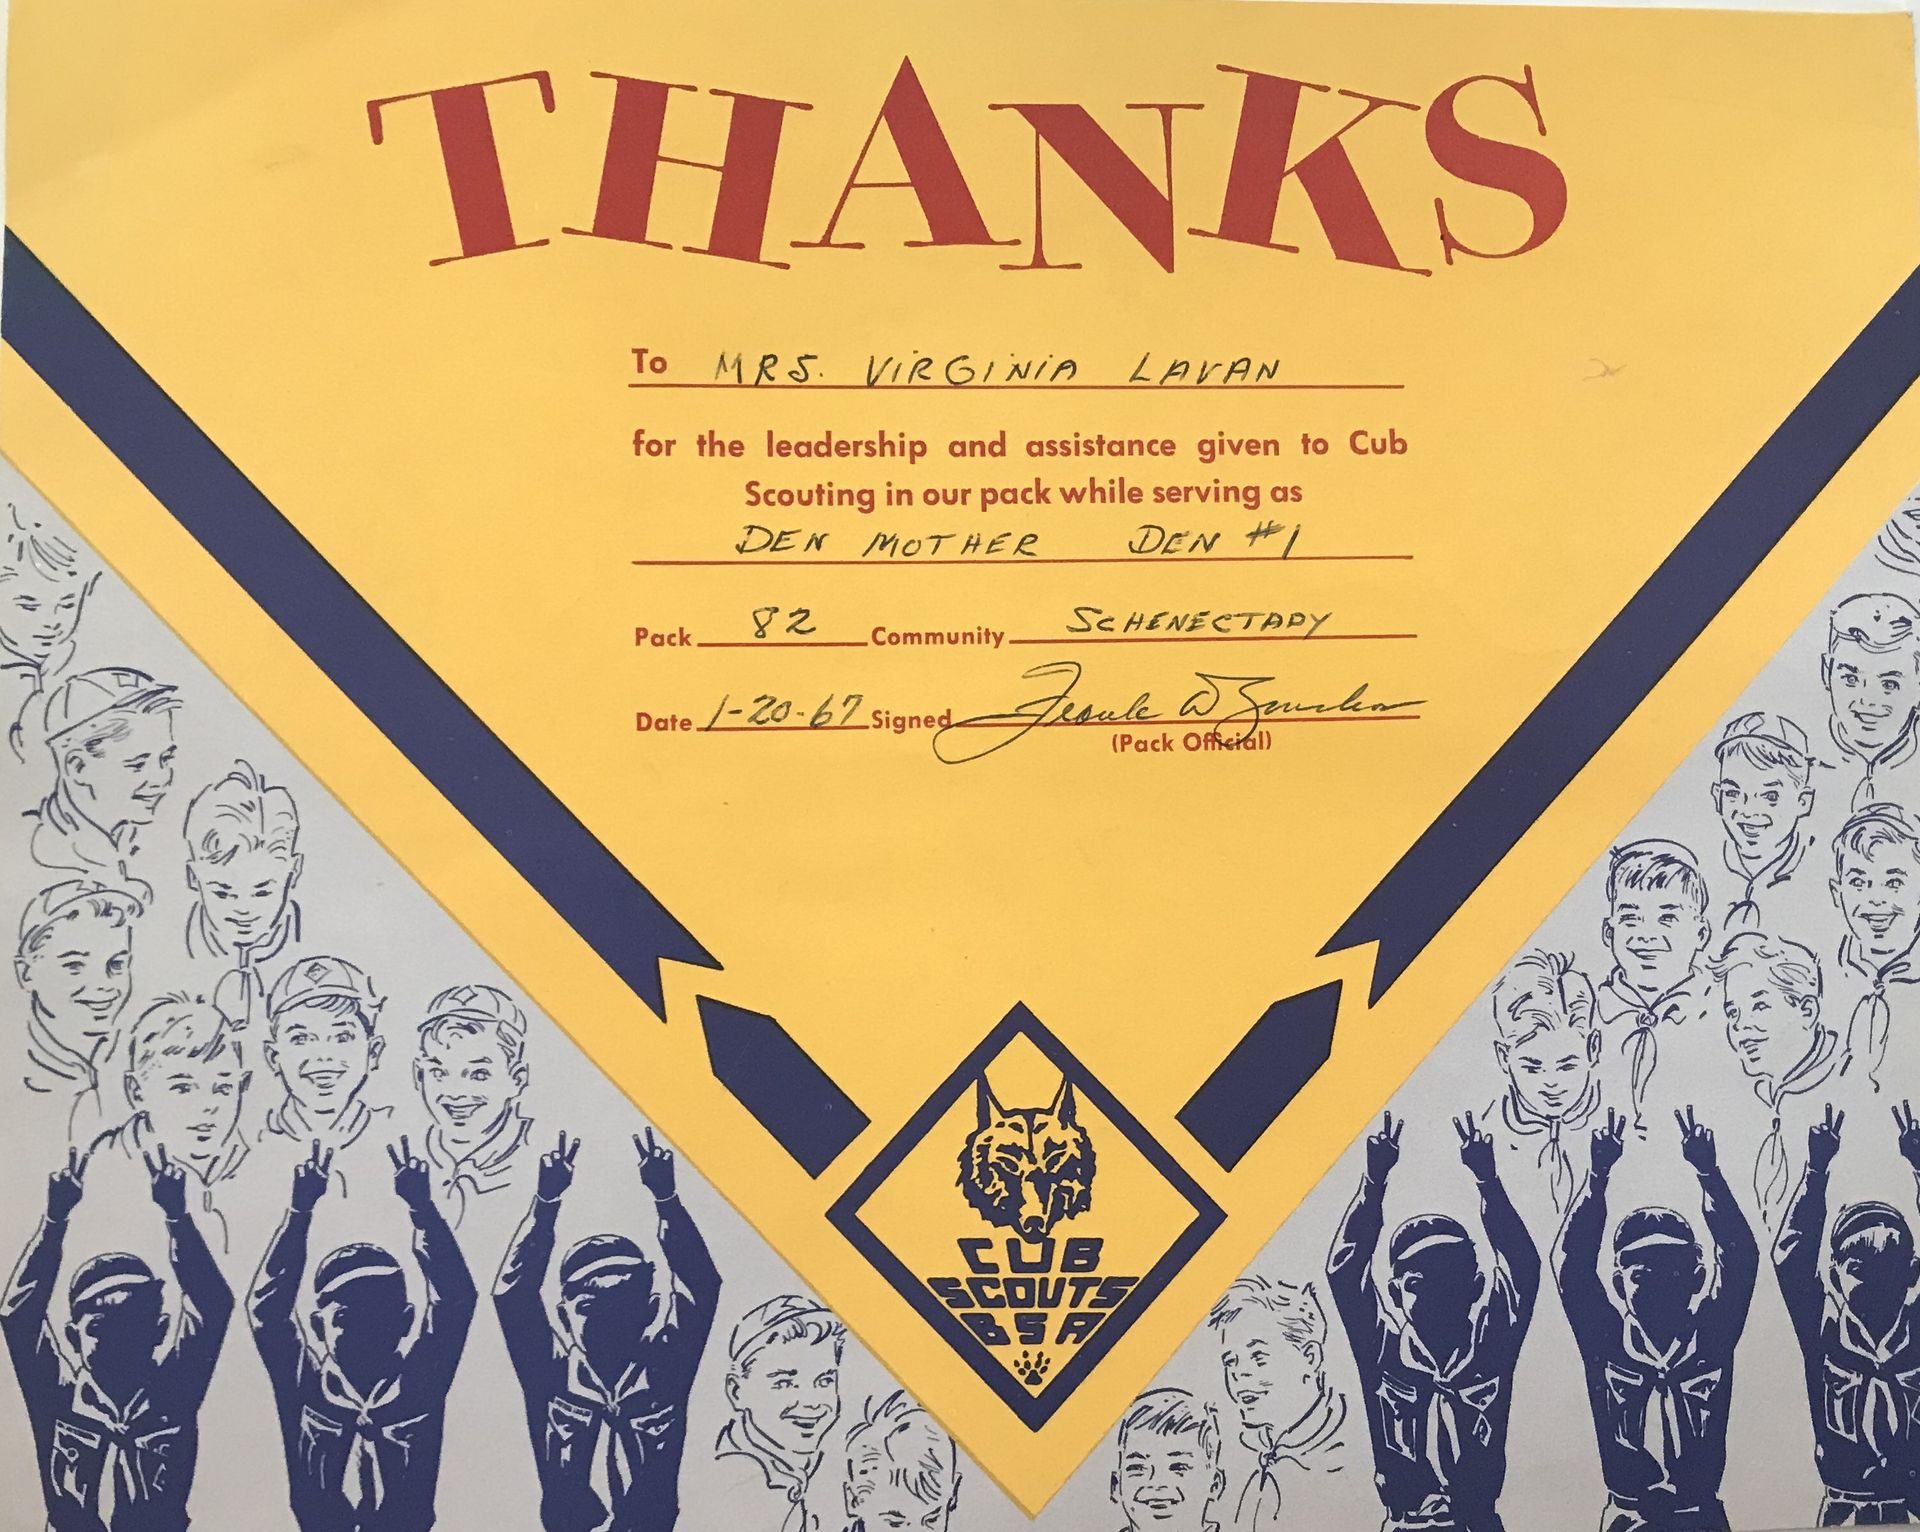 THANKS
To MRS. VIRGINIA LAVAN
for the leadership and assistance given to Cub
Scouting in our pack while serving as
DEN MOTHER DEN #1
Pack 82 Community SCHENECTADY
Date 1-20-67 Signed
(Pack Official)
CUB
SCOUTS
BSA